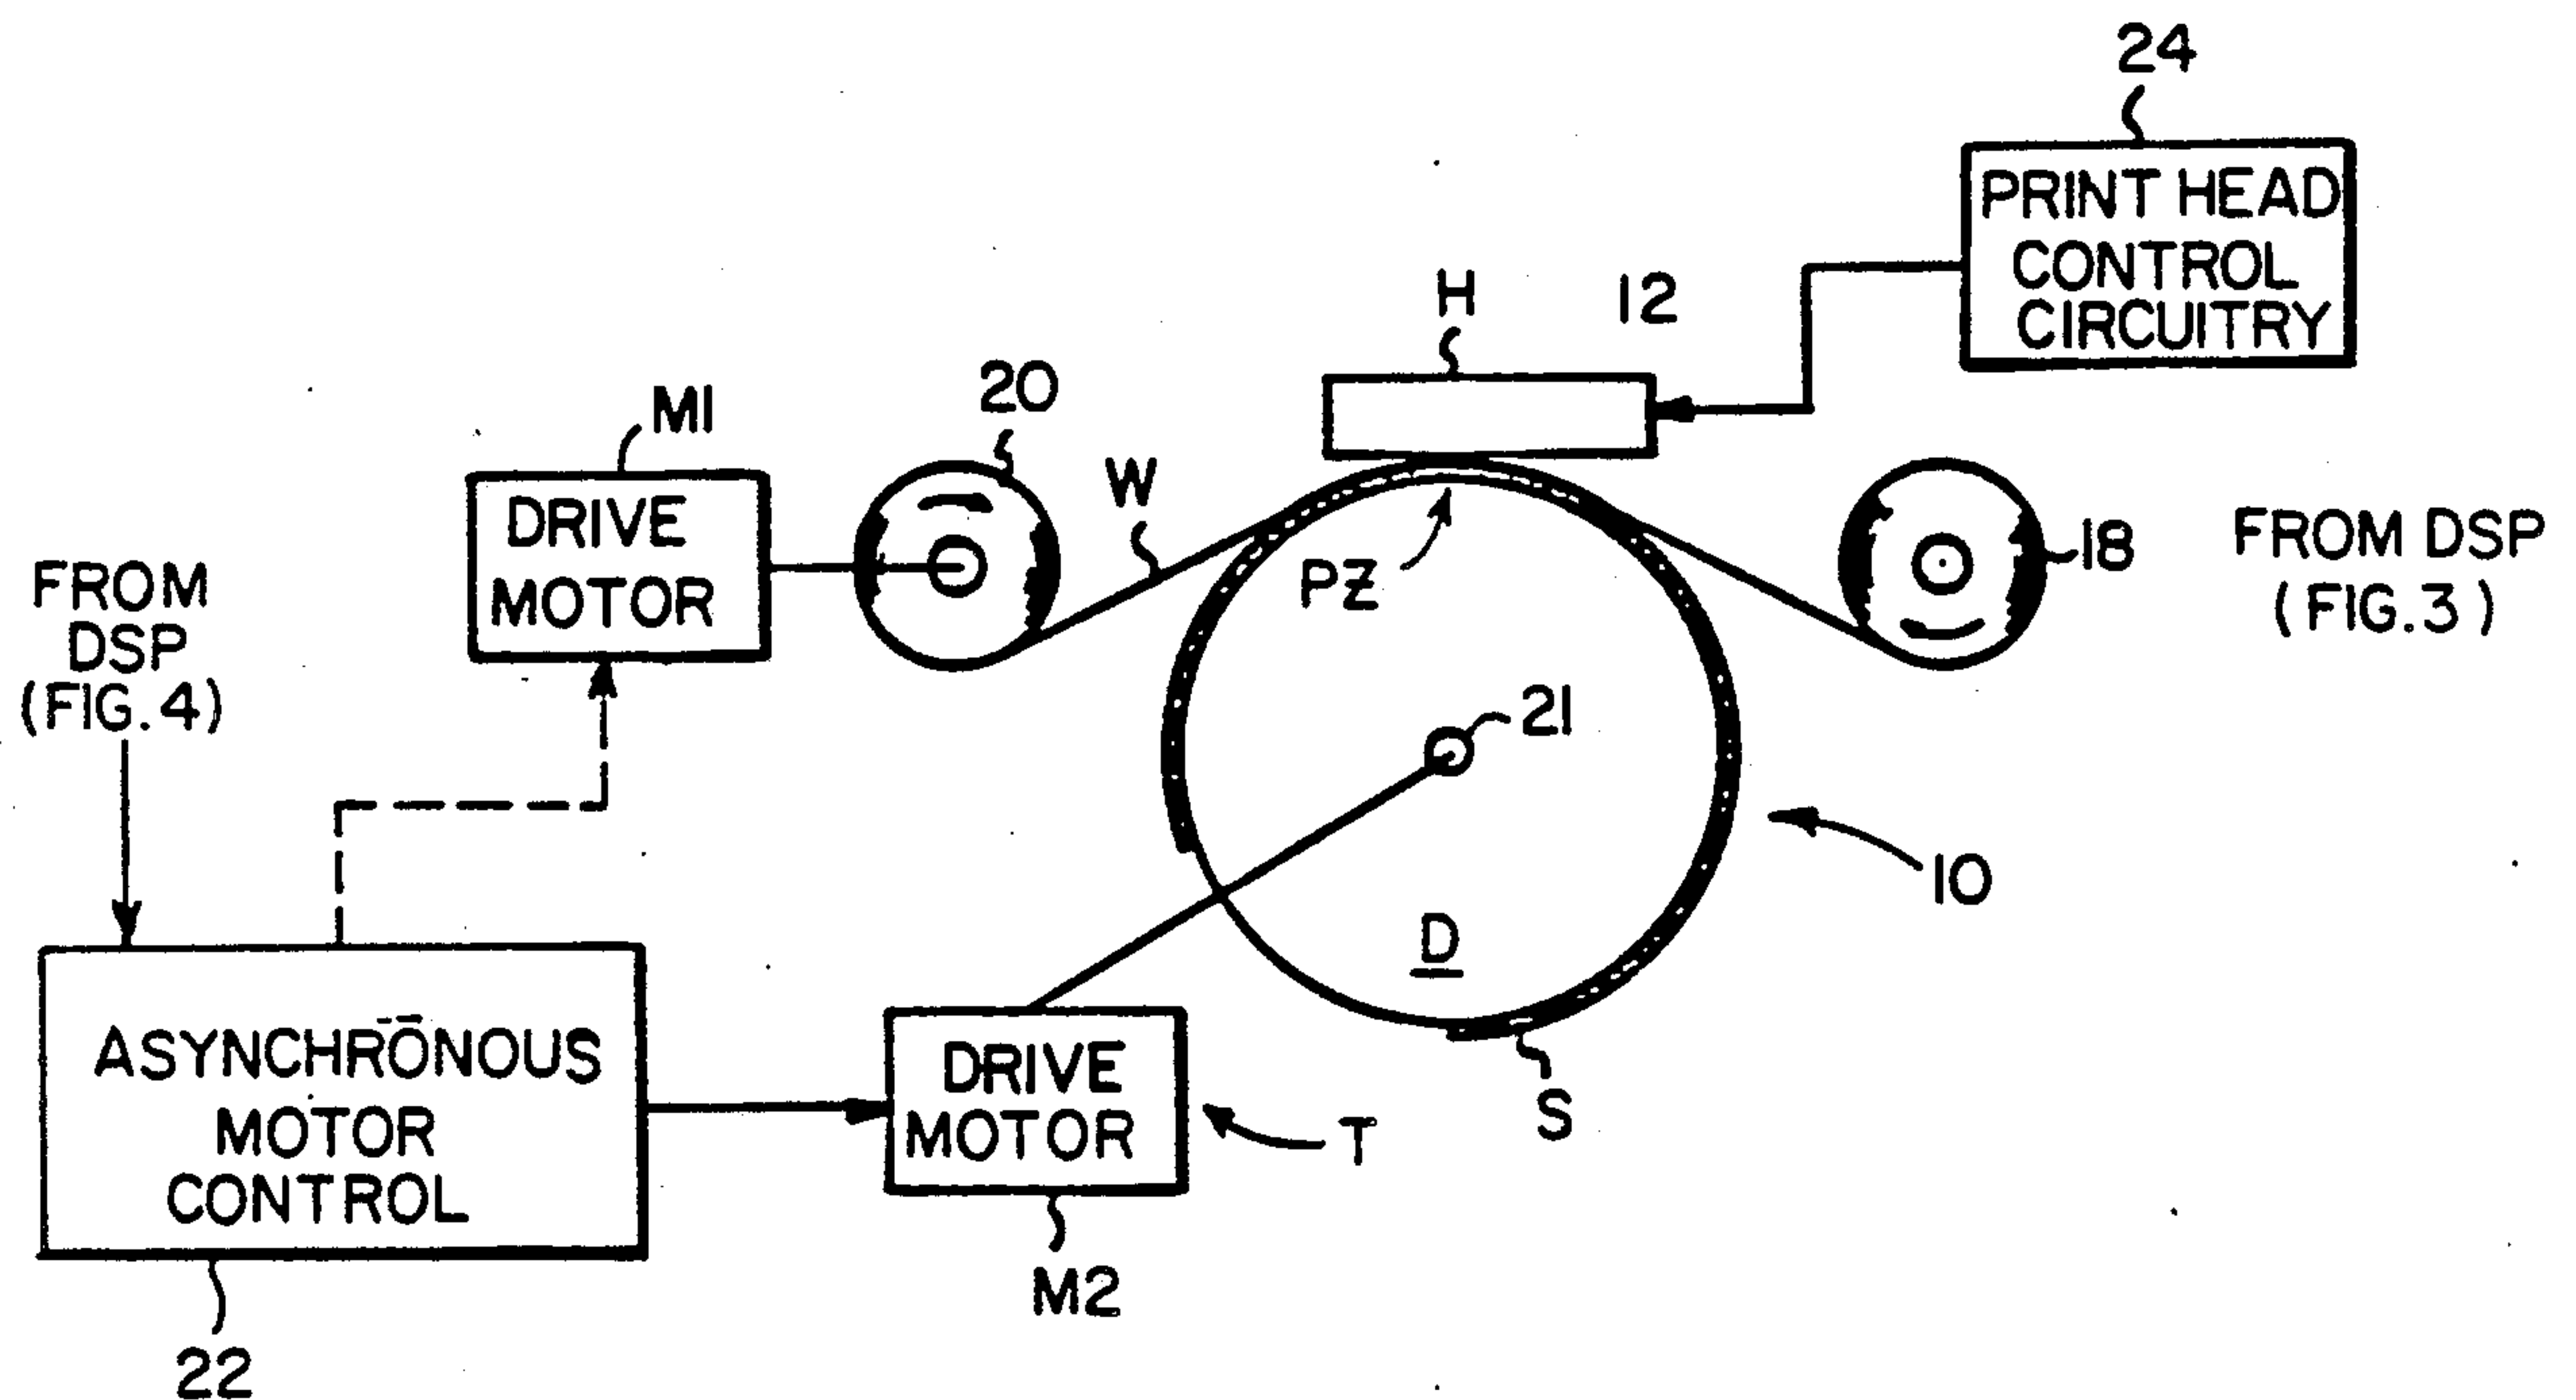 24
PRINT HEAD
CONTROL
CIRCUITRY
H
12
20
M1
W
DRIVE
MOTOR
PZ
18
FROM DSP
(FIG.3)
FROM
DSP
(FIG.4)
21
10
D
ASYNCHRONOUS
MOTOR
CONTROL
DRIVE
MOTOR
T
S
M2
22